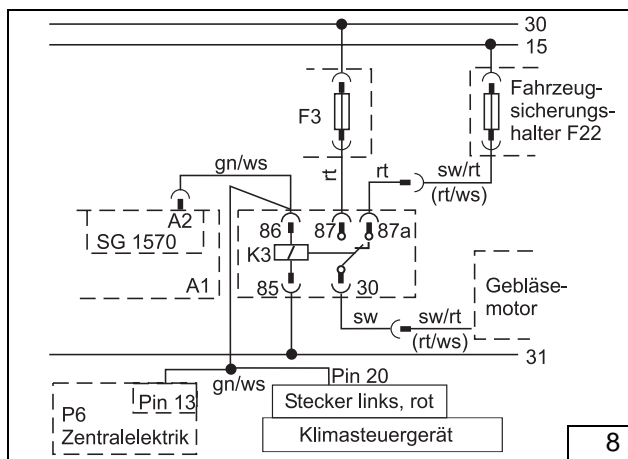 30
15
F3
Fahrzeug-
sicherungs-
halter F22
gn/ws
rt
rt
sw/rt
(rt/ws)
A2
SG 1570
A1
86
87
87a
K3
85
30
Gebläse-
motor
sw
sw/rt
(rt/ws)
31
gn/ws
Pin 20
Pin 13
P6
Zentralelektrik
Stecker links, rot
Klimasteuergerät
8